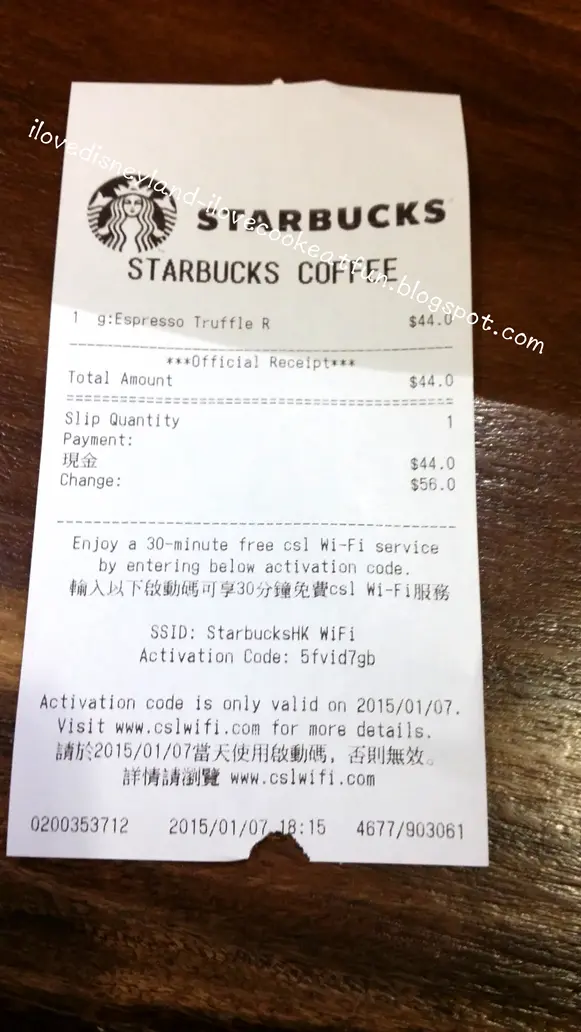 ilovedisneyland-ilovecookeatfun.blogspot.com
STARBUCKS
STARBUCKS COFFEE
1 g:Espresso Truffle R $44.0
***Official Receipt***
Total Amount $44.0
Slip Quantity 1
Payment:
現金 $44.0
Change: $56.0
Enjoy a 30-minute free csl Wi-Fi service
by entering below activation code.
輸入以下啟動碼可享30分鐘免費csl Wi-Fi服務
SSID: StarbucksHK WiFi
Activation Code: 5fvid7gb
Activation code is only valid on 2015/01/07.
Visit www.cslwifi.com for more details.
請於2015/01/07當天使用啟動碼, 否則無效。
詳情請瀏覽 www.cslwifi.com
0200353712 2015/01/07 18:15 4677/903061